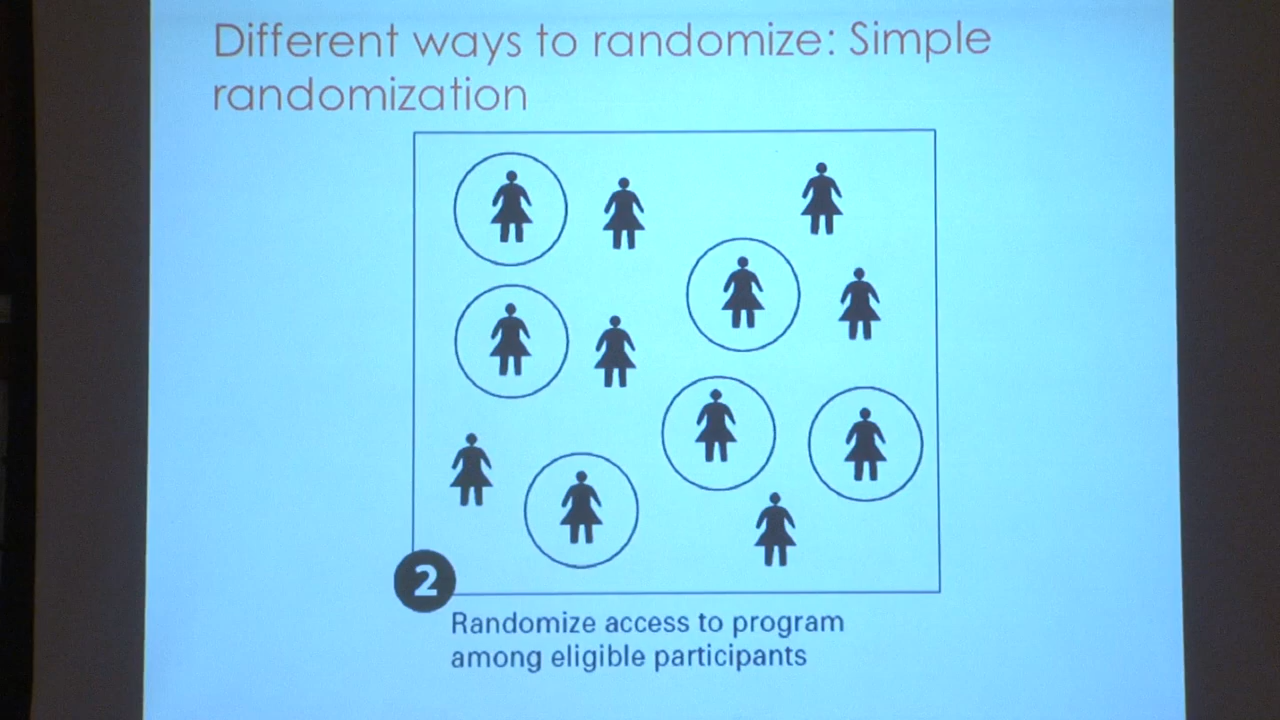 Different ways to randomize: Simple
randomization
2
Randomize access to program
among eligible participants